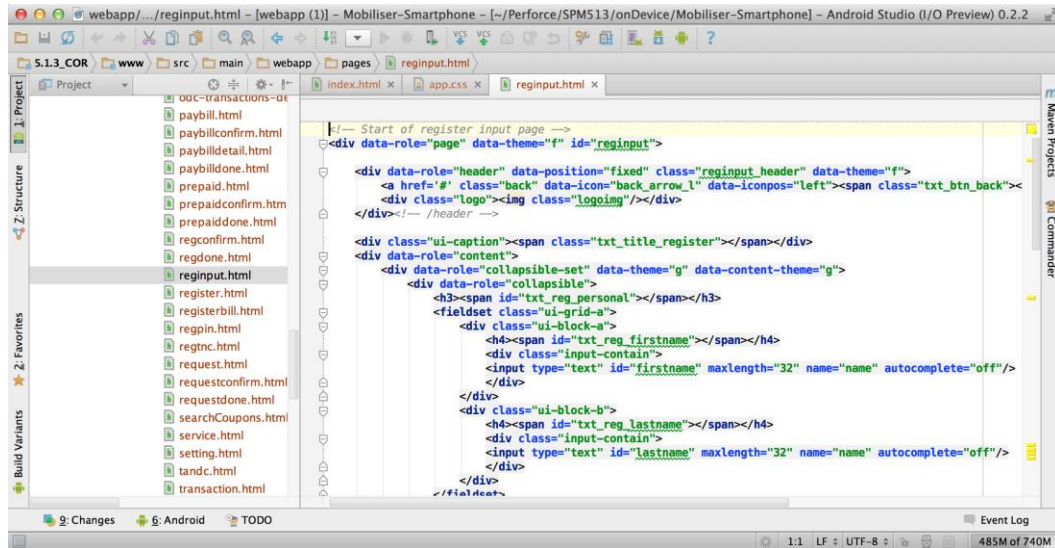 webapp/.../reginput.html – [webapp (1)] – Mobiliser-Smartphone – [~/Perforce/SPM513/onDevice/Mobiliser-Smartphone] – Android Studio (I/O Preview) 0.2.2
5.1.3_COR www src main webapp pages reginput.html
Project
index.html app.css reginput.html
1: Project
Z: Structure
2: Favorites
Build Variants
odc-transactions-de
paybill.html
paybillconfirm.html
paybilldetail.html
paybilldone.html
prepaid.html
prepaidconfirm.htm
prepaiddone.html
regconfirm.html
regdone.html
reginput.html
register.html
registerbill.html
regpin.html
regtnc.html
request.html
requestconfirm.html
requestdone.html
searchCoupons.html
service.html
setting.html
tandc.html
transaction.html
<!-- Start of register input page -->
<div data-role="page" data-theme="f" id="reginput">
<div data-role="header" data-position="fixed" class="reginput_header" data-theme="f">
<a href='#' class="back" data-icon="back_arrow_l" data-iconpos="left"><span class="txt_btn_back"><
<div class="logo"><img class="logoimg"/></div>
</div><!-- /header -->
<div class="ui-caption"><span class="txt_title_register"></span></div>
<div data-role="content">
<div data-role="collapsible-set" data-theme="g" data-content-theme="g">
<div data-role="collapsible">
<h3><span id="txt_reg_personal"></span></h3>
<fieldset class="ui-grid-a">
<div class="ui-block-a">
<h4><span id="txt_reg_firstname"></span></h4>
<div class="input-contain">
<input type="text" id="firstname" maxlength="32" name="name" autocomplete="off"/>
</div>
</div>
<div class="ui-block-b">
<h4><span id="txt_reg_lastname"></span></h4>
<div class="input-contain">
<input type="text" id="lastname" maxlength="32" name="name" autocomplete="off"/>
</div>
</div>
</fieldset>
Maven Projects
Commander
9: Changes 6: Android TODO Event Log
1:1 LF UTF-8 485M of 740M